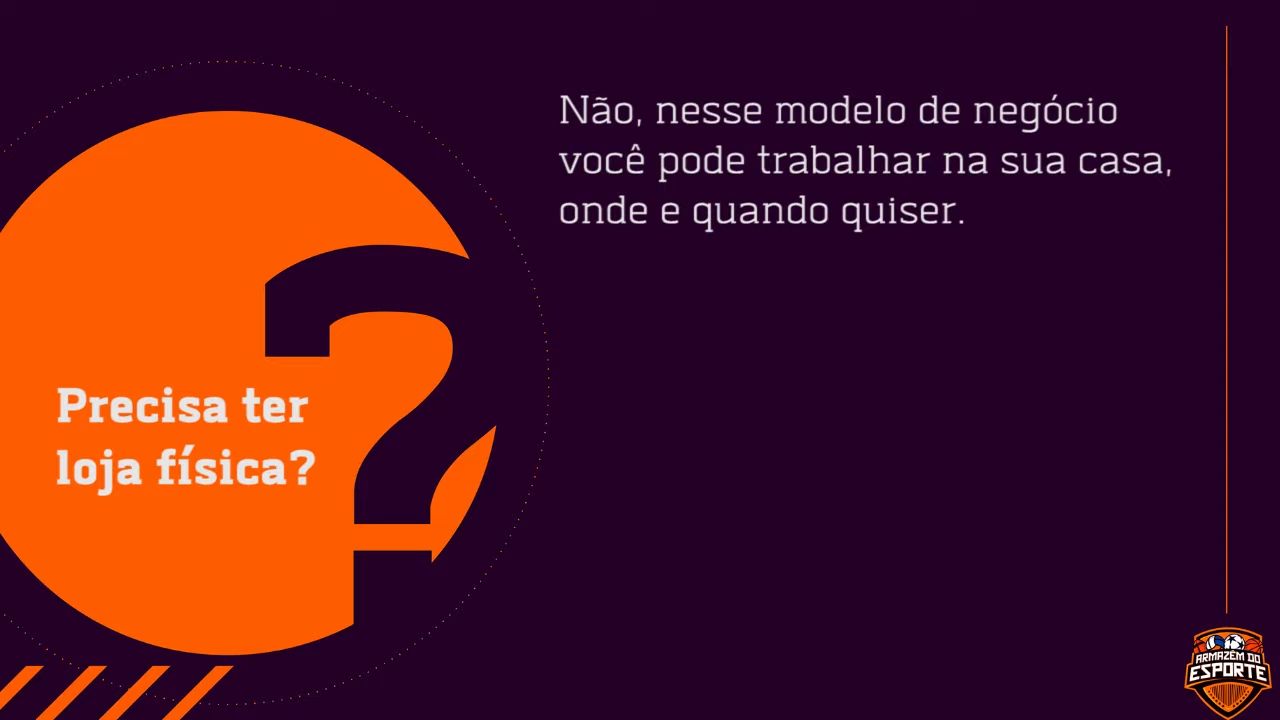 Não, nesse modelo de negócio
você pode trabalhar na sua casa,
onde e quando quiser.
Precisa ter
loja física?
ARMAZÉM DO
ESPORTE